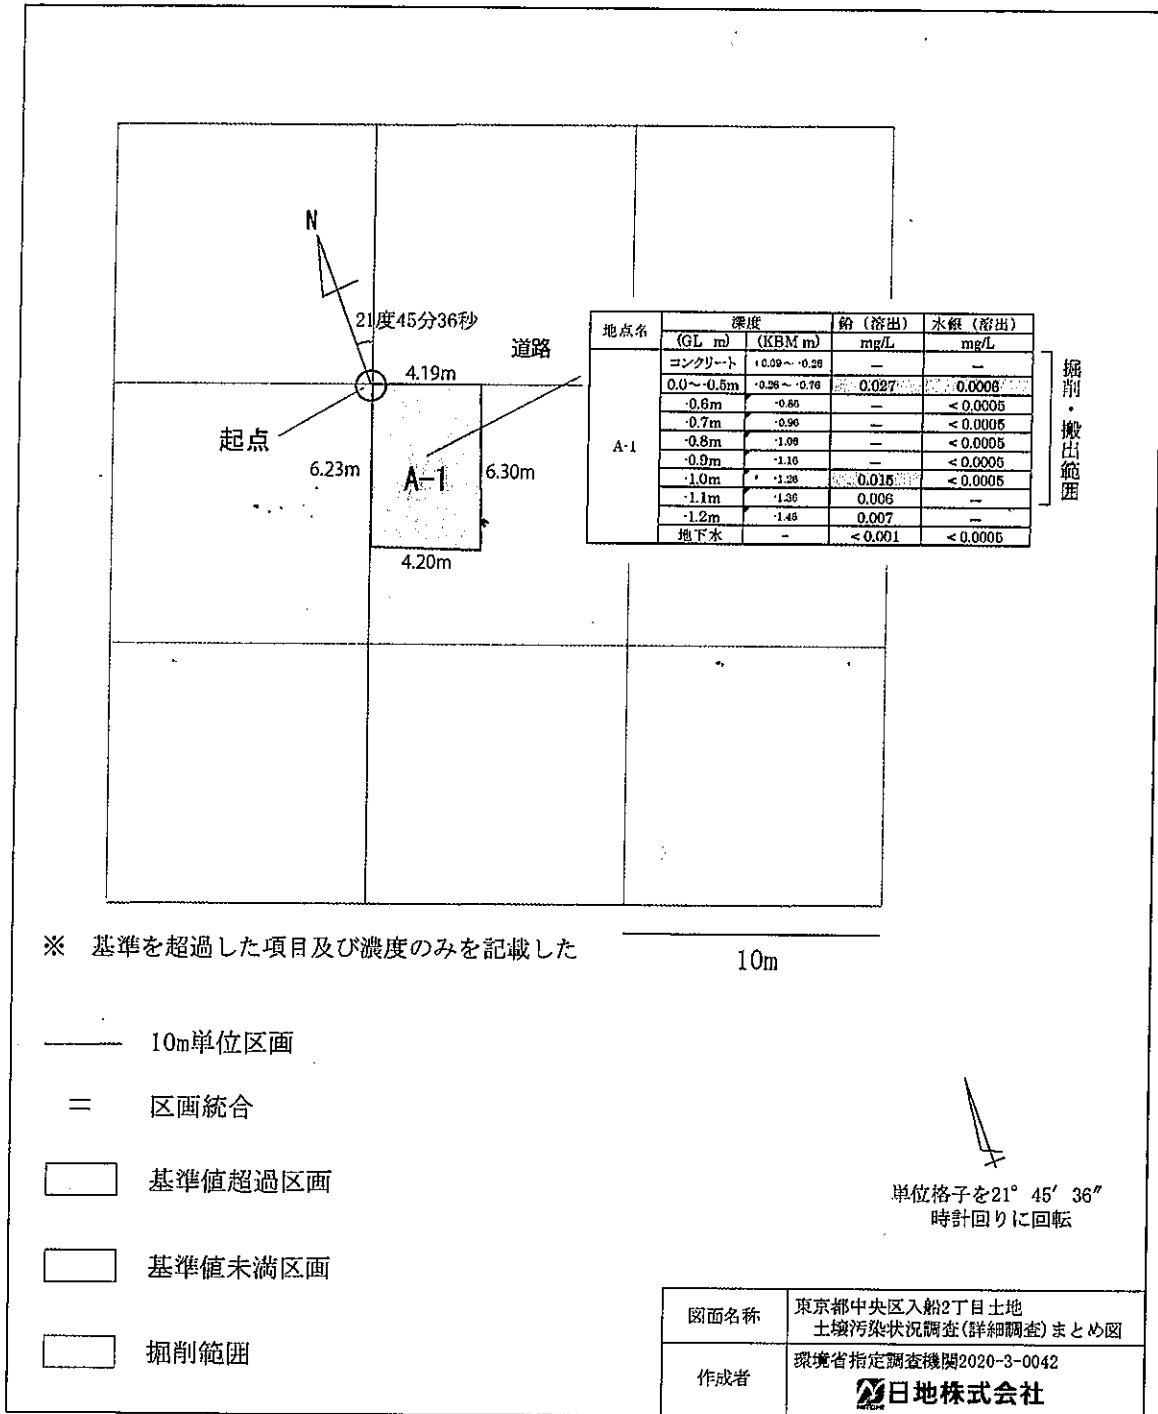 N
21度45分36秒
道路
4.19m
起点
6.23m
A-1
6.30m
4.20m
地点名 深度 鉛（溶出） 水銀（溶出）
(GL m) (KBM m) mg/L mg/L
A-1
コンクリート +0.09～-0.26 — —
0.0～-0.5m -0.26～-0.76 0.027 0.0006
-0.6m -0.86 — <0.0005
-0.7m -0.96 — <0.0005
-0.8m -1.06 — <0.0005
-0.9m -1.16 — <0.0005
-1.0m -1.26 0.015 <0.0005
-1.1m -1.36 0.006 —
-1.2m -1.46 0.007 —
地下水 - <0.001 <0.0005
掘削・搬出範囲
※ 基準を超過した項目及び濃度のみを記載した
10m
10m単位区画
区画統合
基準値超過区画
基準値未満区画
掘削範囲
単位格子を21° 45′ 36″
時計回りに回転
図面名称
東京都中央区入船2丁目土地
土壌汚染状況調査(詳細調査)まとめ図
作成者
環境省指定調査機関2020-3-0042
NITCHI 日地株式会社